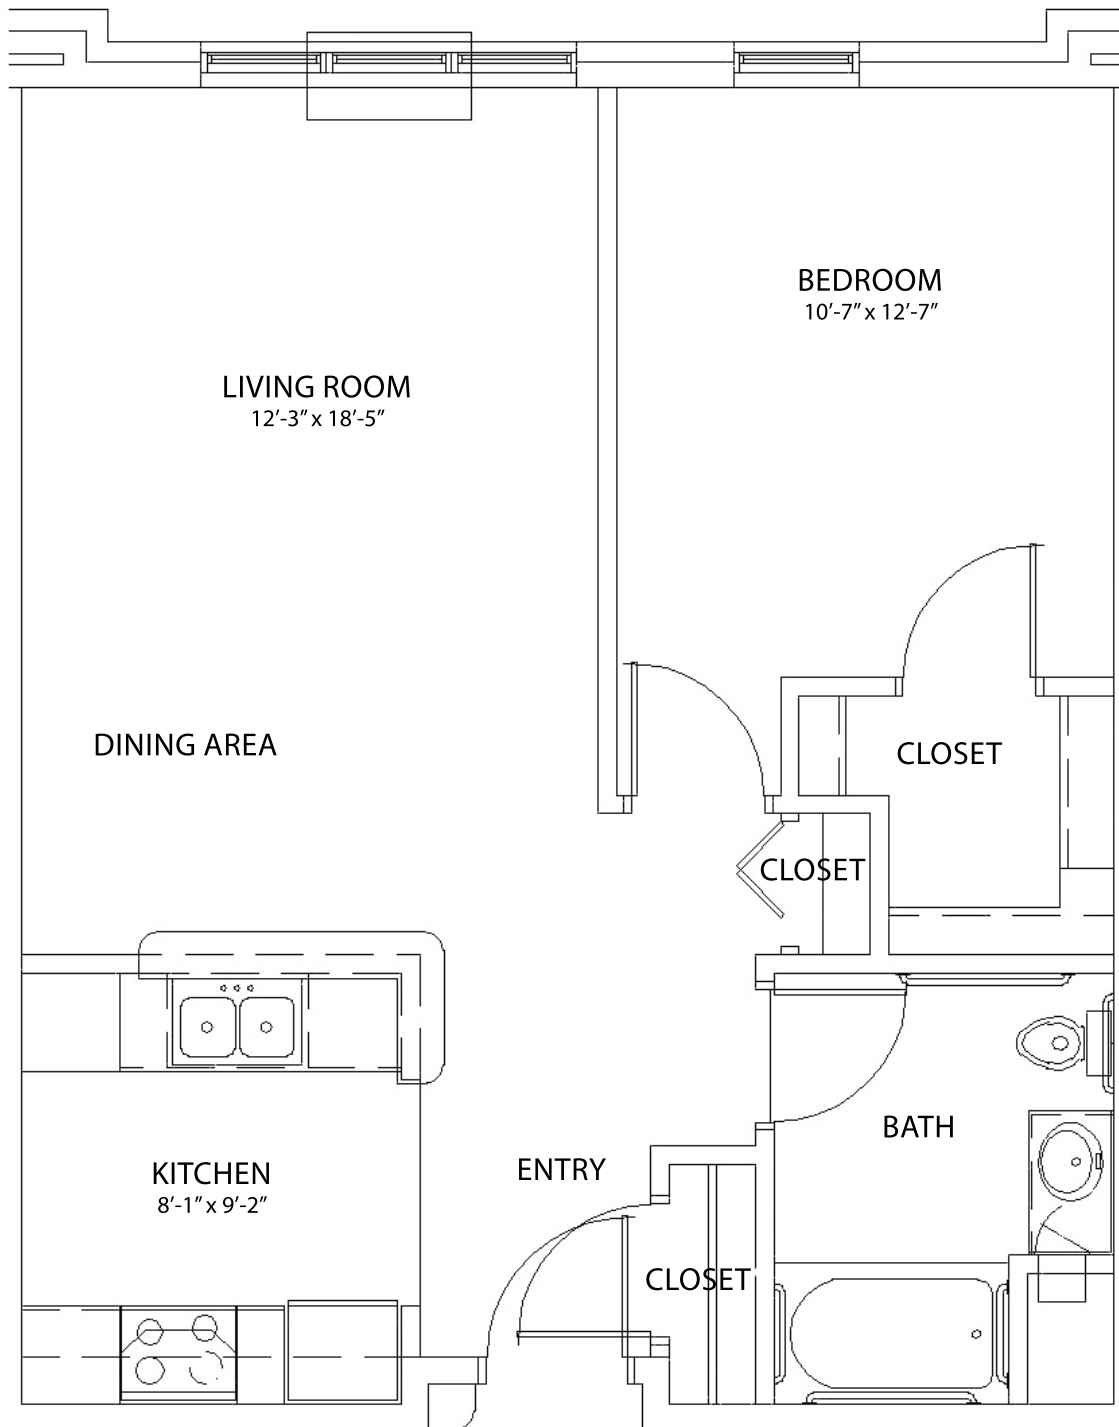 BEDROOM
10'-7" x 12'-7"
LIVING ROOM
12'-3" x 18'-5"
DINING AREA
CLOSET
CLOSET
BATH
ENTRY
KITCHEN
8'-1" x 9'-2"
CLOSET